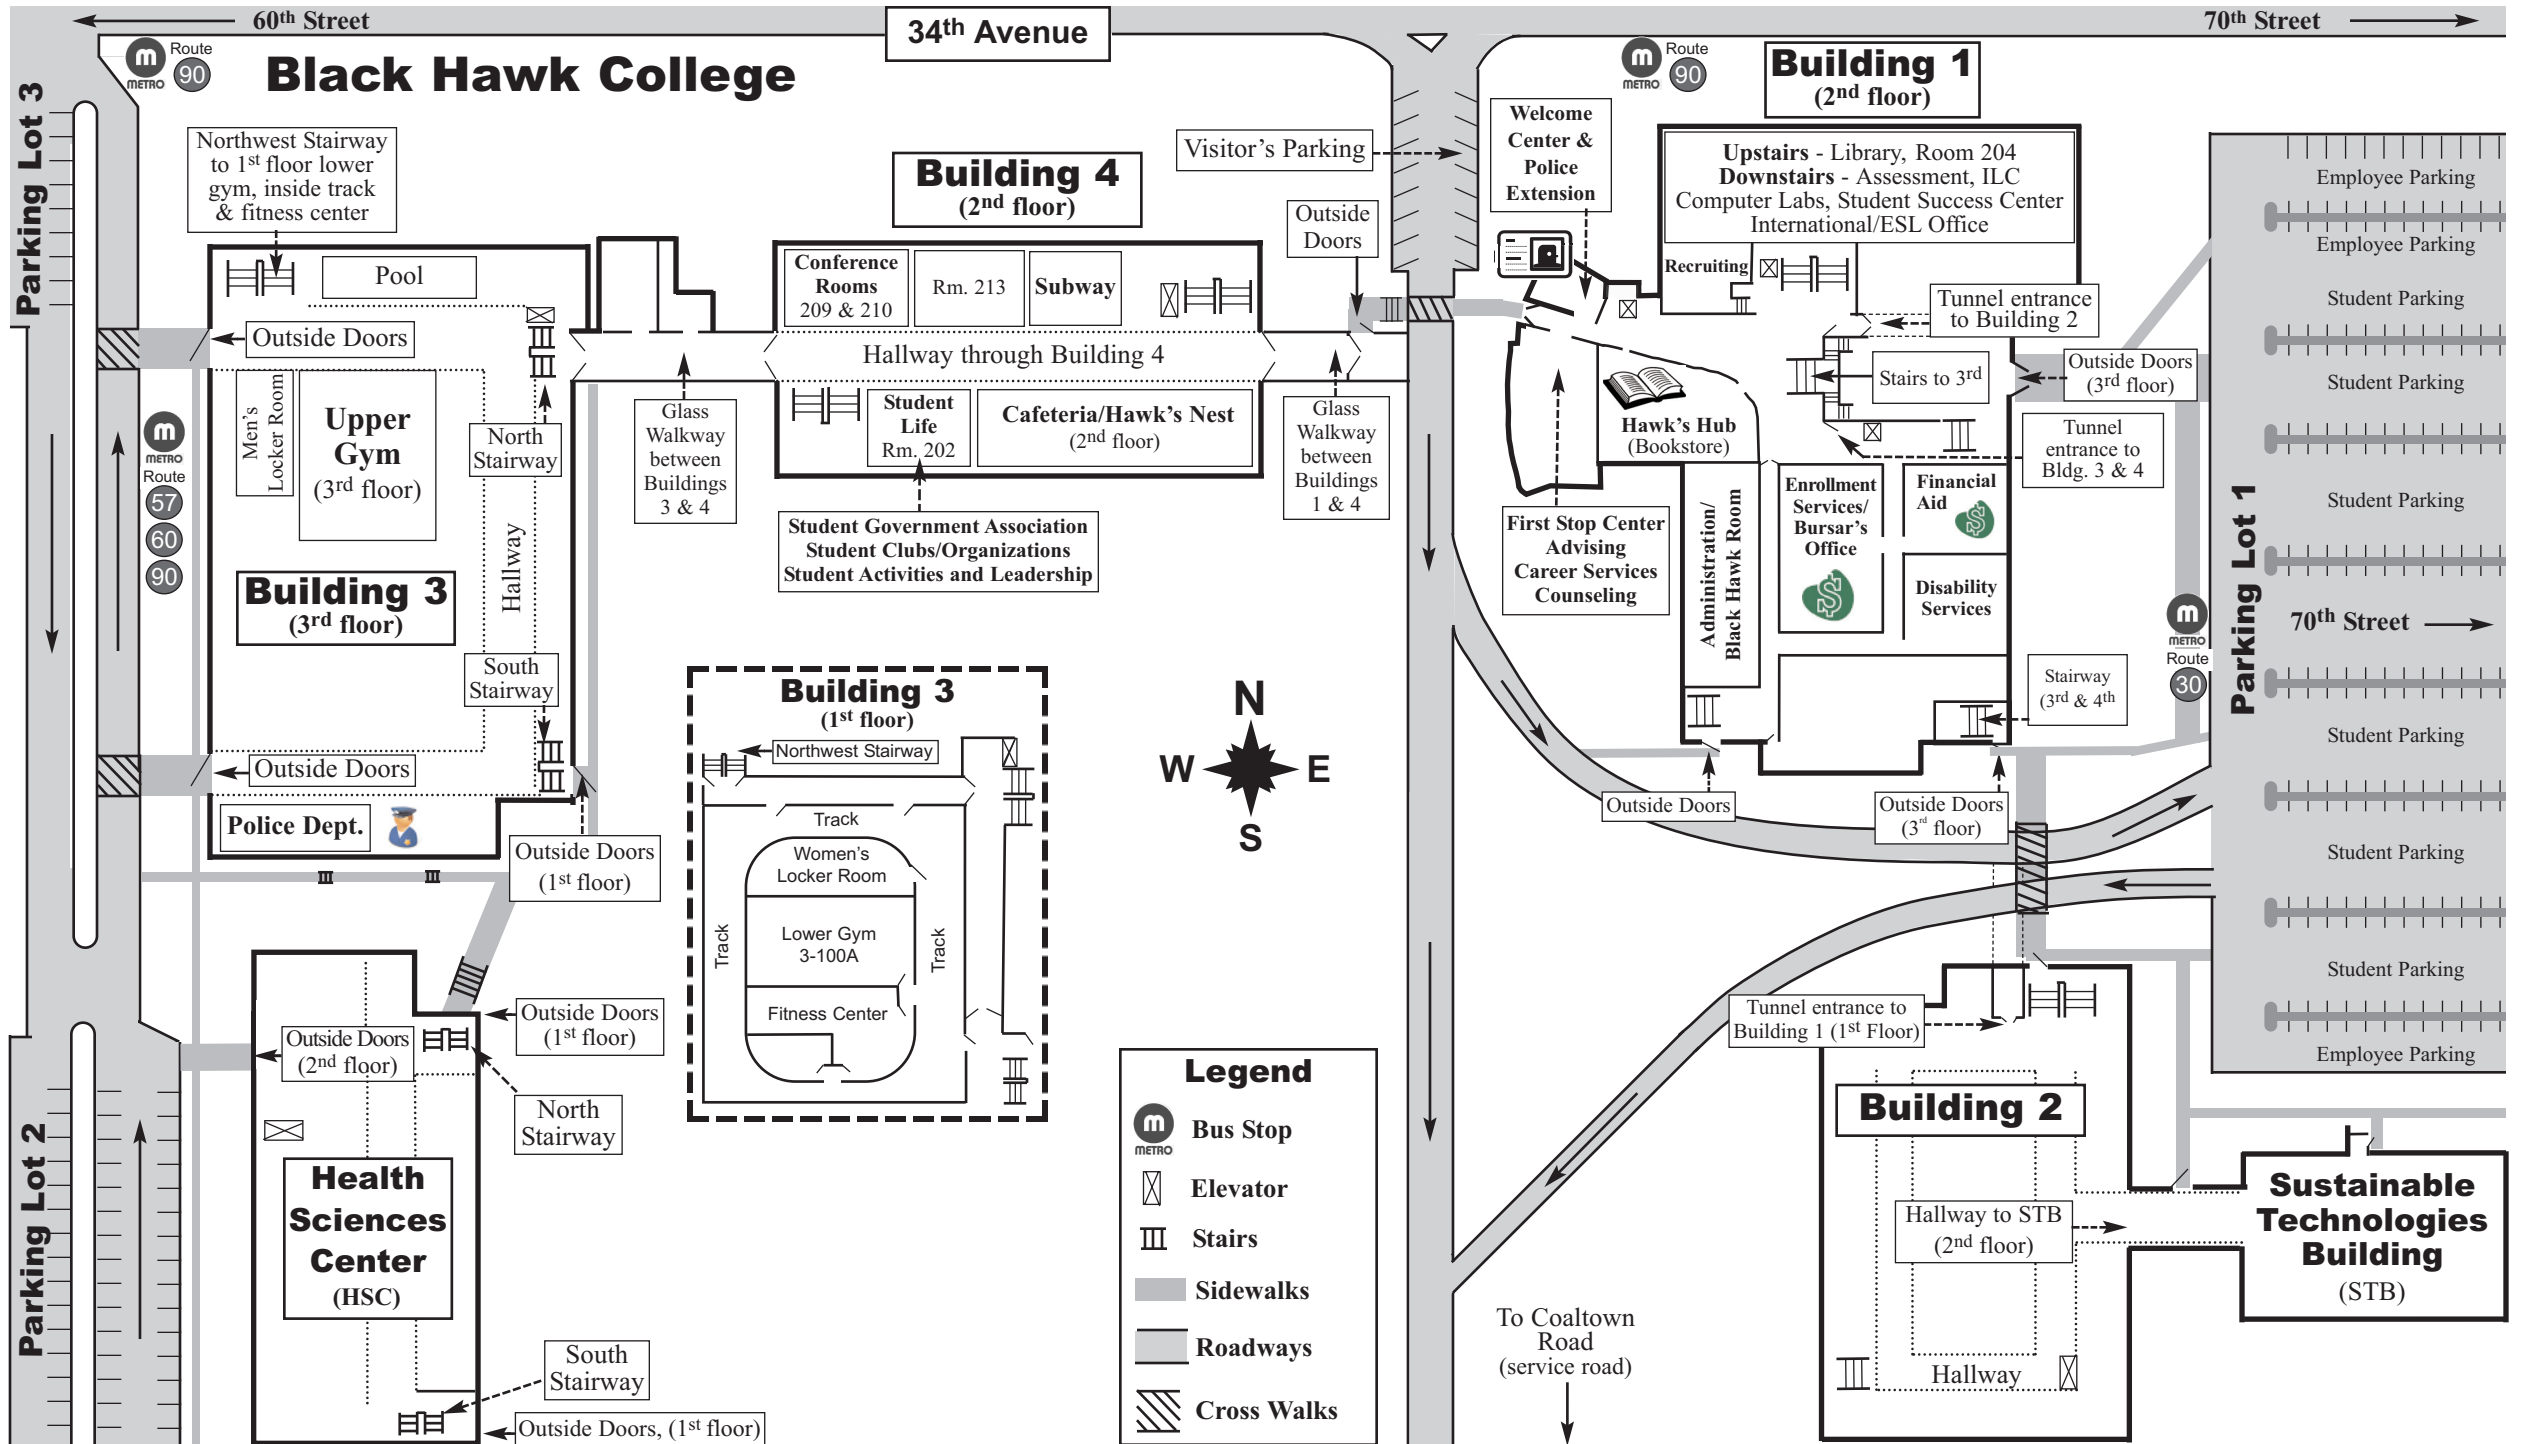 60th Street
34th Avenue
70th Street
METRO
Route
90
Black Hawk College
Parking Lot 3
Northwest Stairway
to 1st floor lower
gym, inside track
& fitness center
Building 4
(2nd floor)
Visitor's Parking
Outside
Doors
Welcome
Center &
Police
Extension
METRO
Route
90
Building 1
(2nd floor)
Upstairs - Library, Room 204
Downstairs - Assessment, ILC
Computer Labs, Student Success Center
International/ESL Office
Recruiting
Tunnel entrance
to Building 2
Stairs to 3rd
Outside Doors
(3rd floor)
Tunnel
entrance to
Bldg. 3 & 4
Employee Parking
Employee Parking
Student Parking
Student Parking
Student Parking
Student Parking
Parking Lot 1
70th Street
Student Parking
Student Parking
Student Parking
Employee Parking
Pool
Outside Doors
Men's
Locker Room
Upper
Gym
(3rd floor)
North
Stairway
Hallway
Building 3
(3rd floor)
South
Stairway
Outside Doors
Police Dept.
METRO
Route
57
60
90
Conference
Rooms
209 & 210
Rm. 213
Subway
Hallway through Building 4
Student
Life
Rm. 202
Cafeteria/Hawk's Nest
(2nd floor)
Glass
Walkway
between
Buildings
3 & 4
Glass
Walkway
between
Buildings
1 & 4
Student Government Association
Student Clubs/Organizations
Student Activities and Leadership
Hawk's Hub
(Bookstore)
First Stop Center
Advising
Career Services
Counseling
Administration/
Black Hawk Room
Enrollment
Services/
Bursar's
Office
$
Financial
Aid
$
Disability
Services
METRO
Route
30
Stairway
(3rd & 4th
Outside Doors
Outside Doors
(3rd floor)
Outside Doors
(1st floor)
Building 3
(1st floor)
Northwest Stairway
Track
Women's
Locker Room
Track
Lower Gym
3-100A
Track
Fitness Center
N
W
E
S
Parking Lot 2
Outside Doors
(2nd floor)
Outside Doors
(1st floor)
North
Stairway
Health
Sciences
Center
(HSC)
South
Stairway
Outside Doors, (1st floor)
Legend
METRO
Bus Stop
Elevator
Stairs
Sidewalks
Roadways
Cross Walks
To Coaltown
Road
(service road)
Tunnel entrance to
Building 1 (1st Floor)
Building 2
Hallway to STB
(2nd floor)
Hallway
Sustainable
Technologies
Building
(STB)